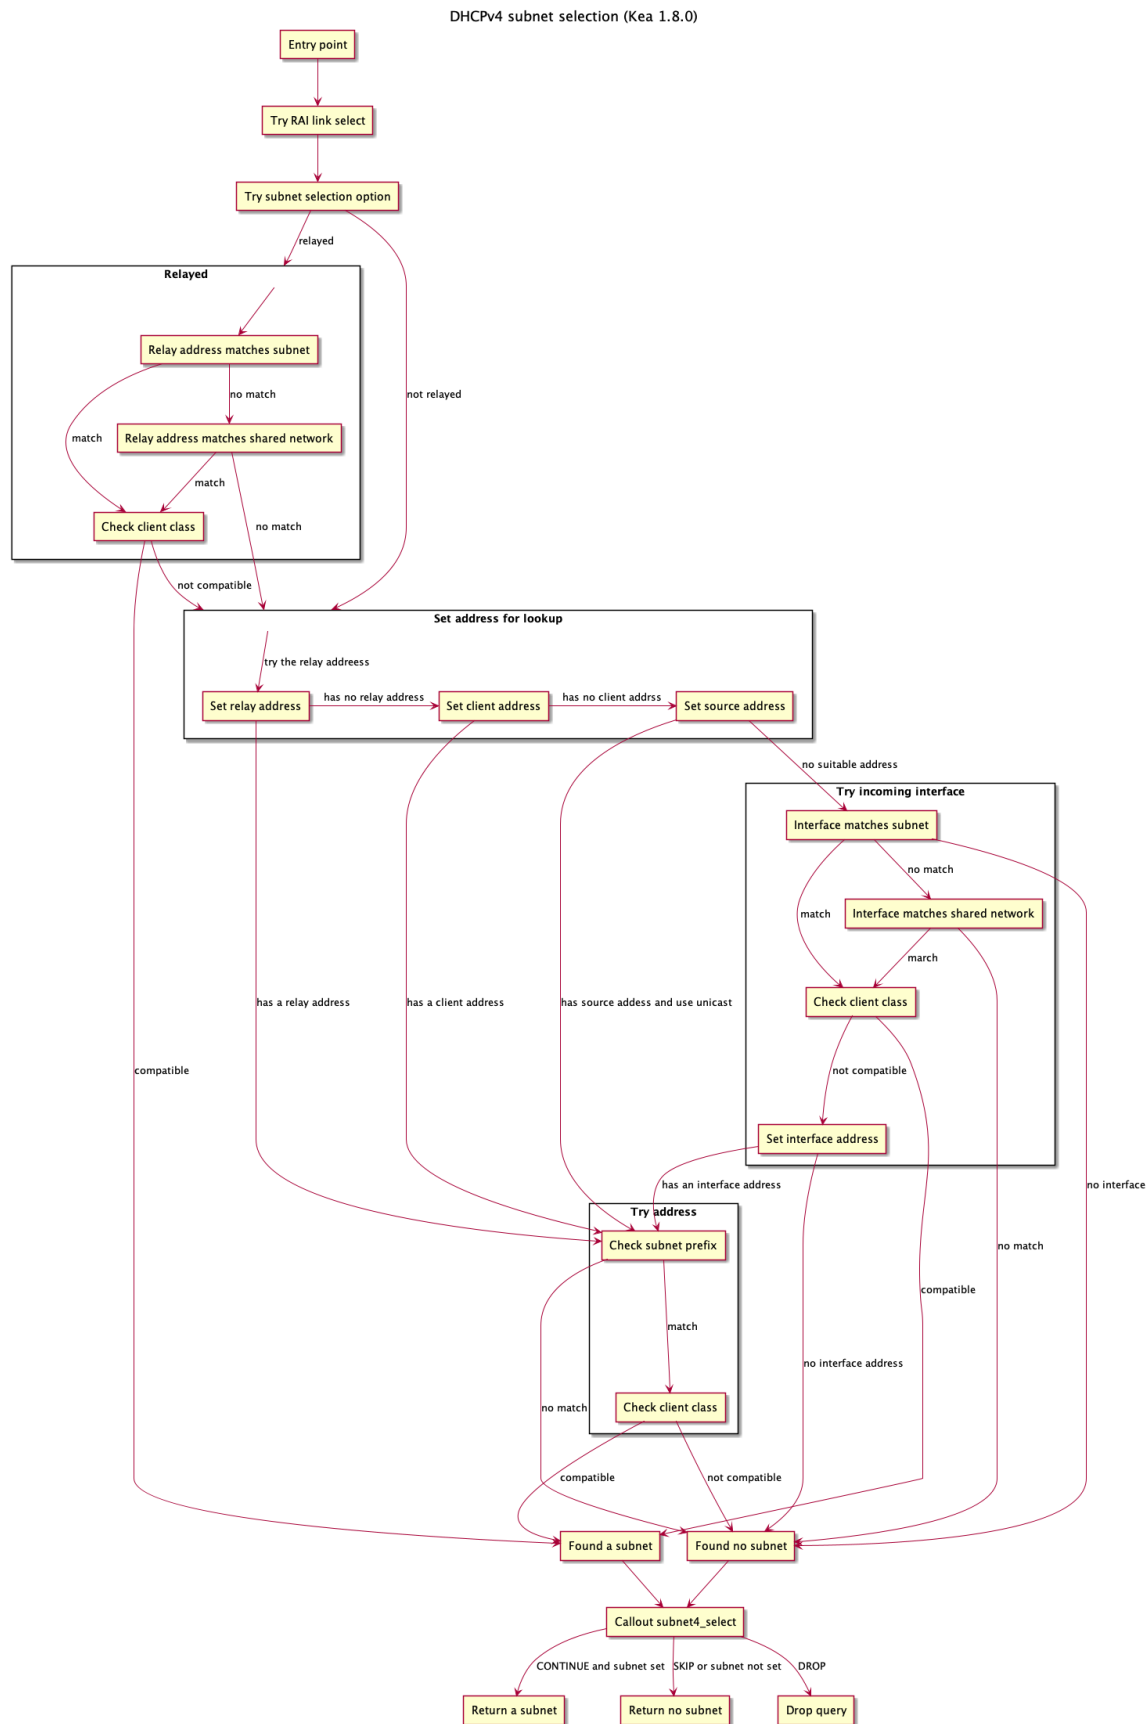 DHCPv4 subnet selection (Kea 1.8.0)
Entry point
Try RAI link select
Try subnet selection option
relayed
Relayed
Relay address matches subnet
no match
not relayed
match
Relay address matches shared network
match
Check client class
no match
not compatible
Set address for lookup
try the relay addreess
Set relay address
has no relay address
Set client address
has no client addrss
Set source address
no suitable address
Try incoming interface
Interface matches subnet
no match
match
Interface matches shared network
march
has a relay address
has a client address
has source addess and use unicast
Check client class
compatible
not compatible
Set interface address
has an interface address
no interface
Try address
Check subnet prefix
no match
compatible
match
no interface address
Check client class
no match
compatible
not compatible
Found a subnet
Found no subnet
Callout subnet4_select
CONTINUE and subnet set
SKIP or subnet not set
DROP
Return a subnet
Return no subnet
Drop query